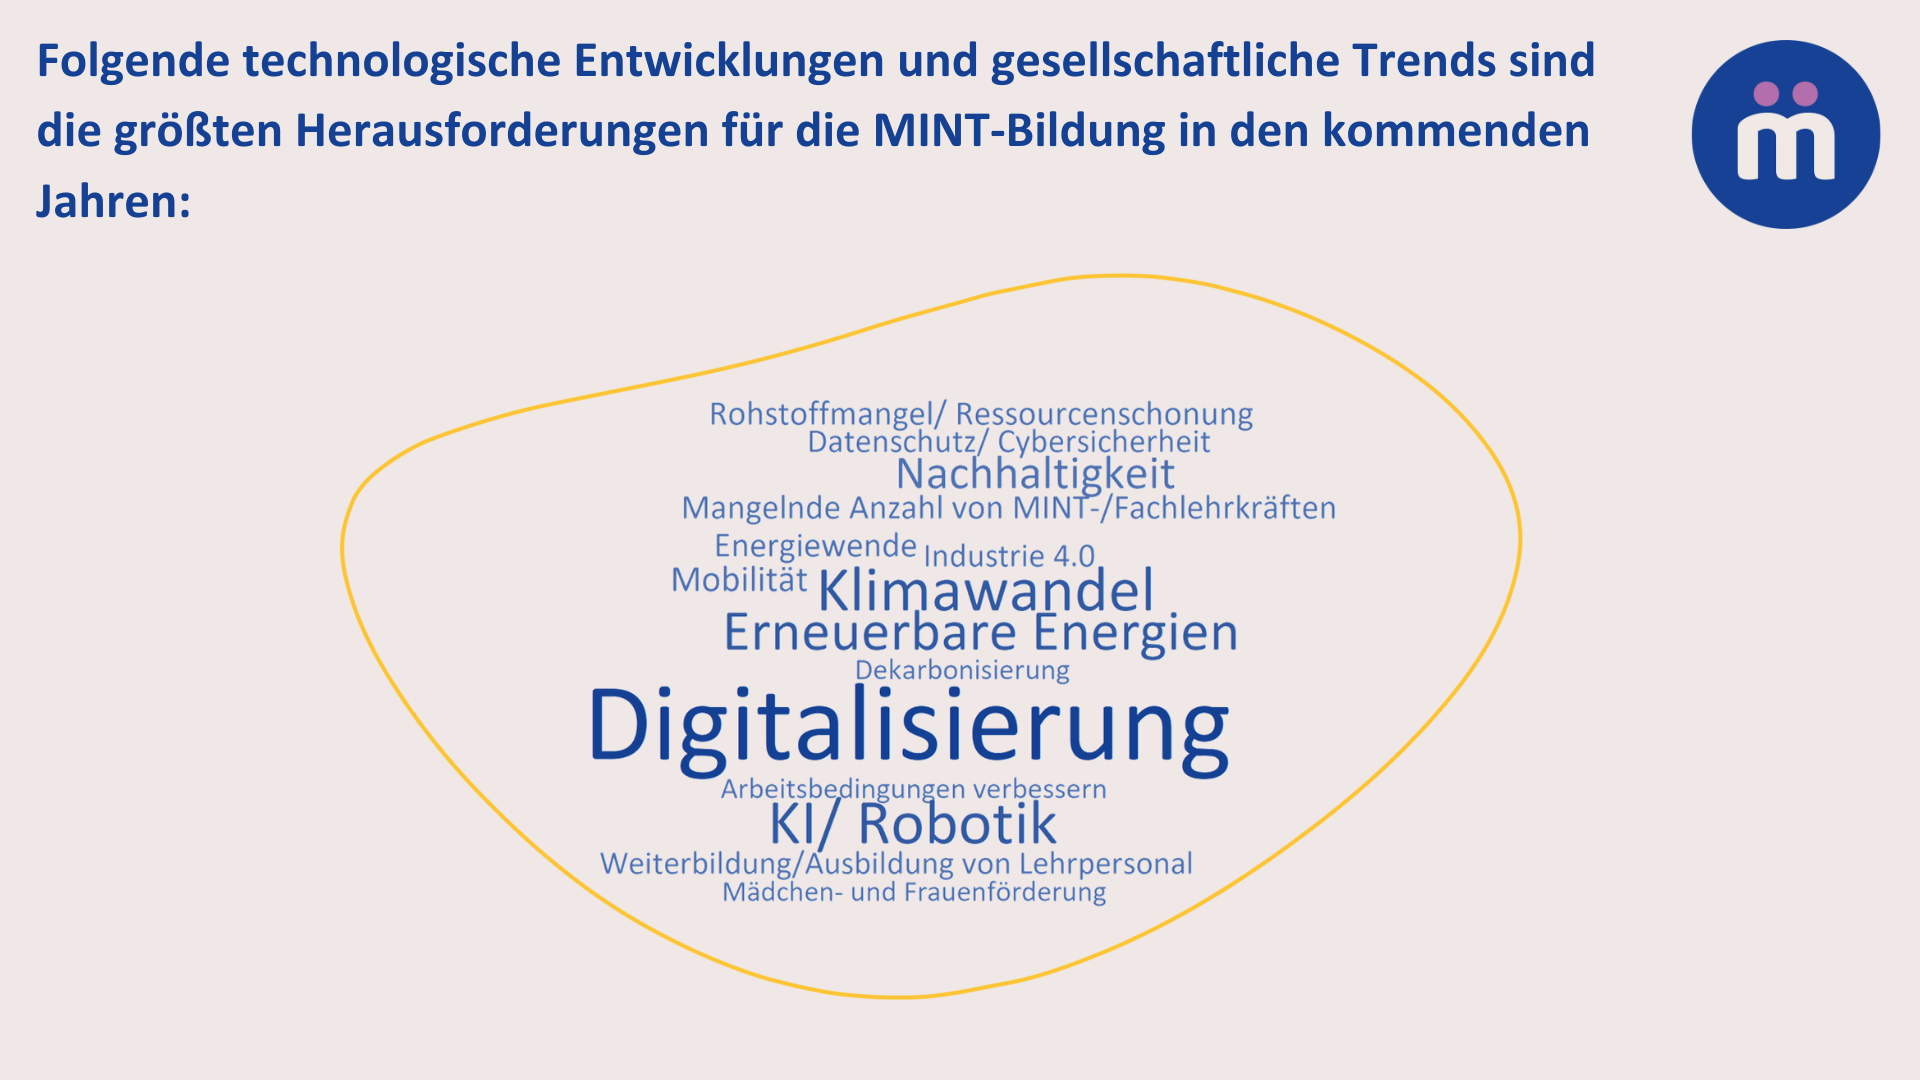 Folgende technologische Entwicklungen und gesellschaftliche Trends sind
die größten Herausforderungen für die MINT-Bildung in den kommenden
Jahren:
m̈
Rohstoffmangel/ Ressourcenschonung
Datenschutz/ Cybersicherheit
Nachhaltigkeit
Mangelnde Anzahl von MINT-/Fachlehrkräften
Energiewende
Industrie 4.0
Mobilität
Klimawandel
Erneuerbare Energien
Dekarbonisierung
Digitalisierung
Arbeitsbedingungen verbessern
KI/ Robotik
Weiterbildung/Ausbildung von Lehrpersonal
Mädchen- und Frauenförderung